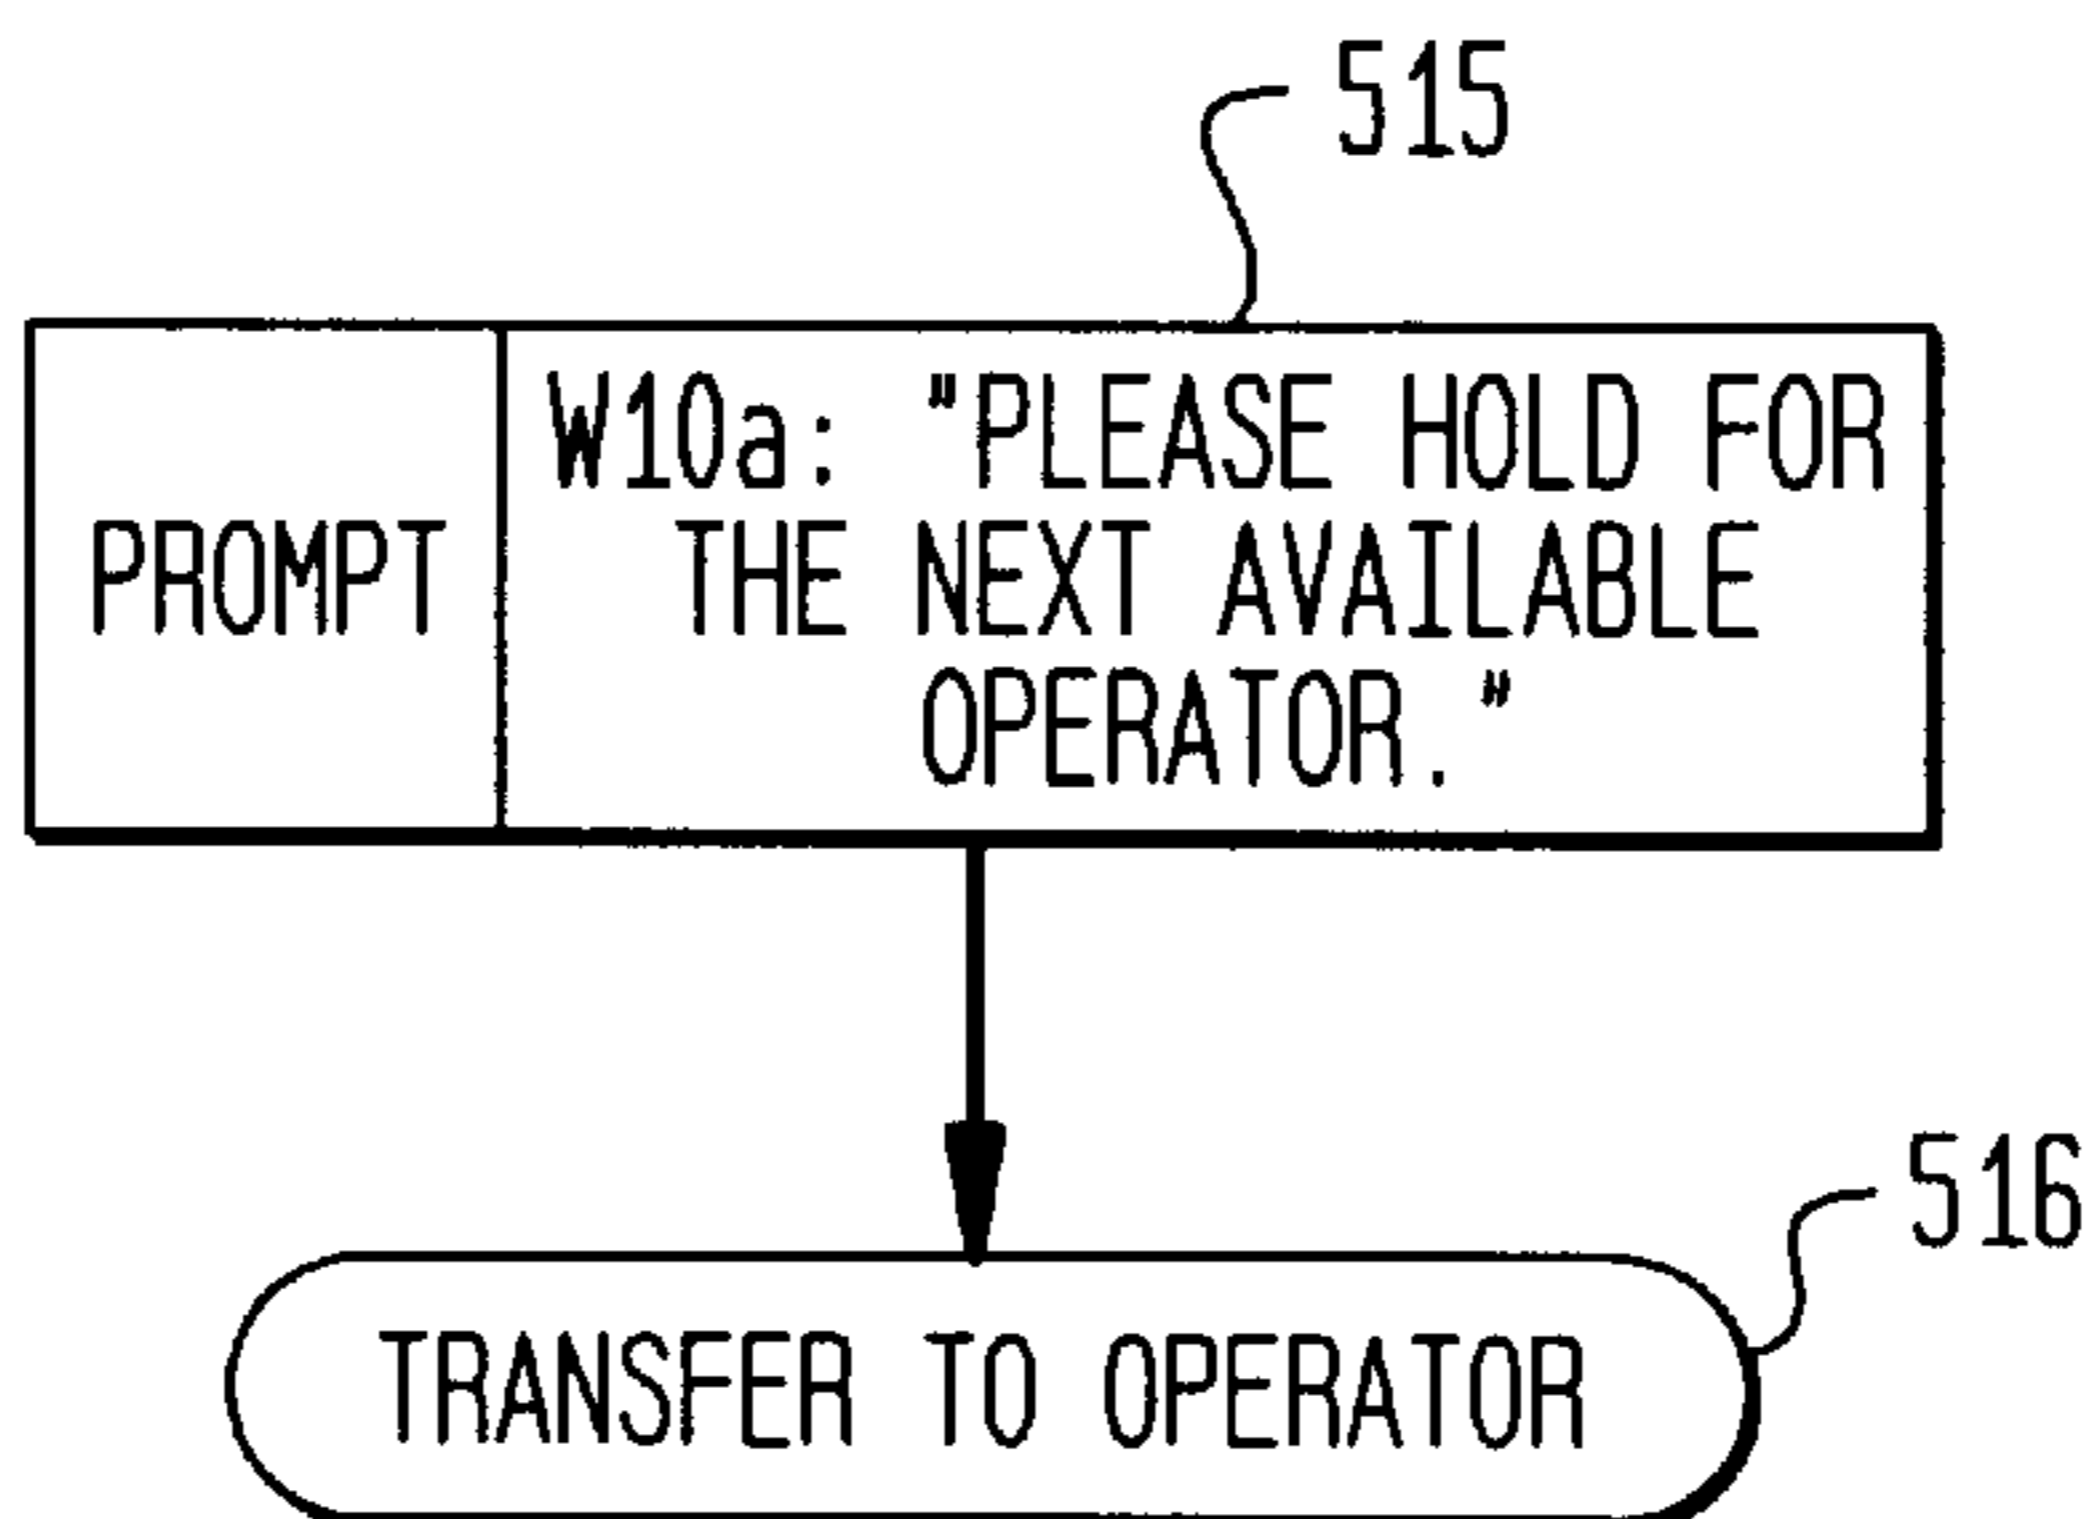 515
W10a: "PLEASE HOLD FOR
PROMPT THE NEXT AVAILABLE
OPERATOR."
516
TRANSFER TO OPERATOR